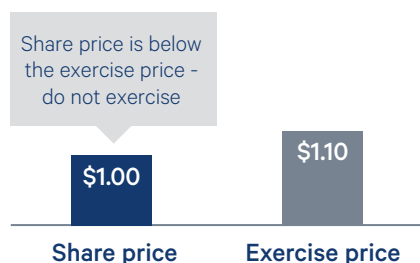 Share price is below
the exercise price -
do not exercise
$1.00
$1.10
Share price
Exercise price